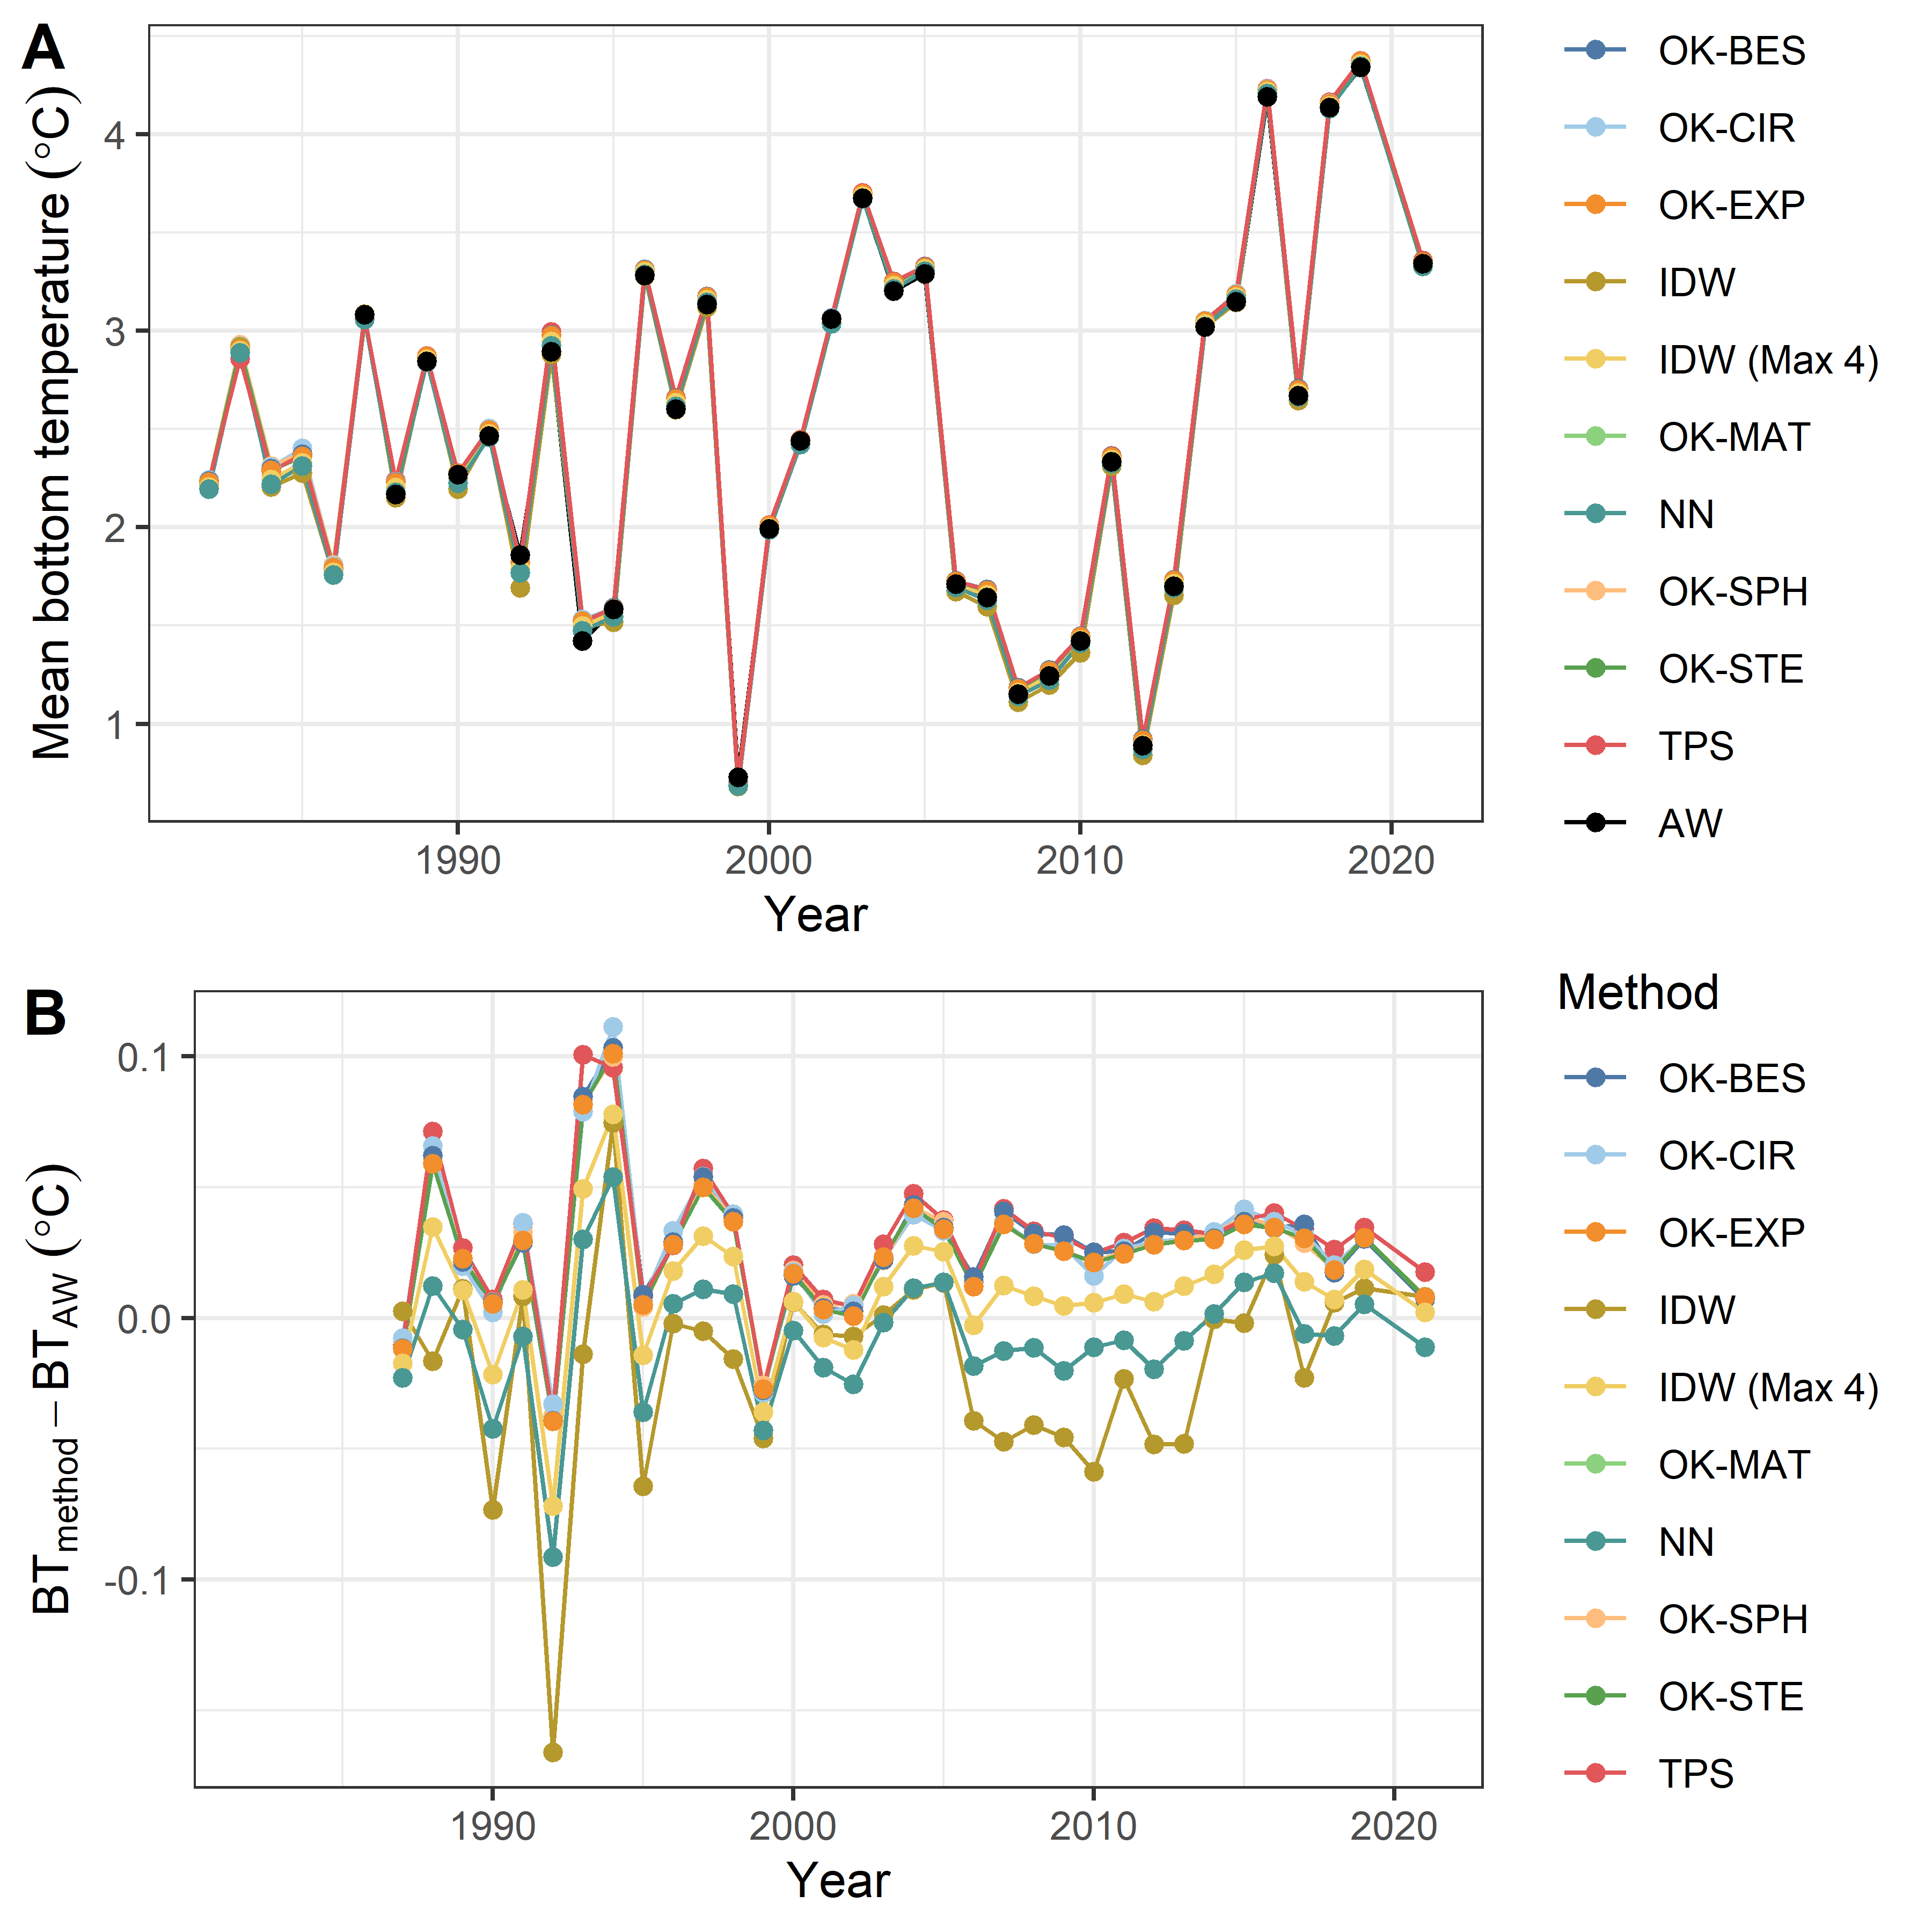 A
Mean bottom temperature (°C)
4
3
2
1
1990 2000 2010 2020
Year
OK-BES
OK-CIR
OK-EXP
IDW
IDW (Max 4)
OK-MAT
NN
OK-SPH
OK-STE
TPS
AW
B
BTmethod − BTAW (°C)
0.1
0.0
-0.1
1990 2000 2010 2020
Year
Method
OK-BES
OK-CIR
OK-EXP
IDW
IDW (Max 4)
OK-MAT
NN
OK-SPH
OK-STE
TPS